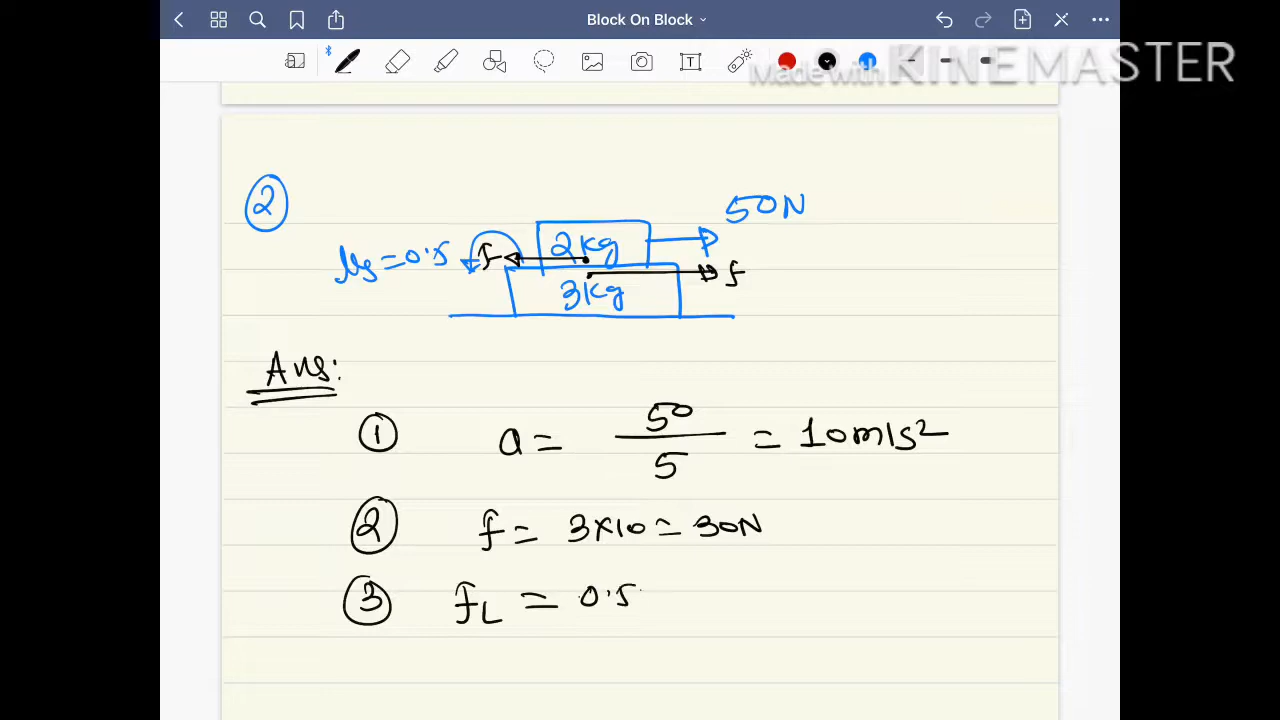 Block On Block
Made with KINEMASTER
②
50N
μs=0.5
f
2kg
f
3kg
Ans:
① a = 50/5 = 10m/s²
② f = 3×10 = 30N
③ fL = 0.5